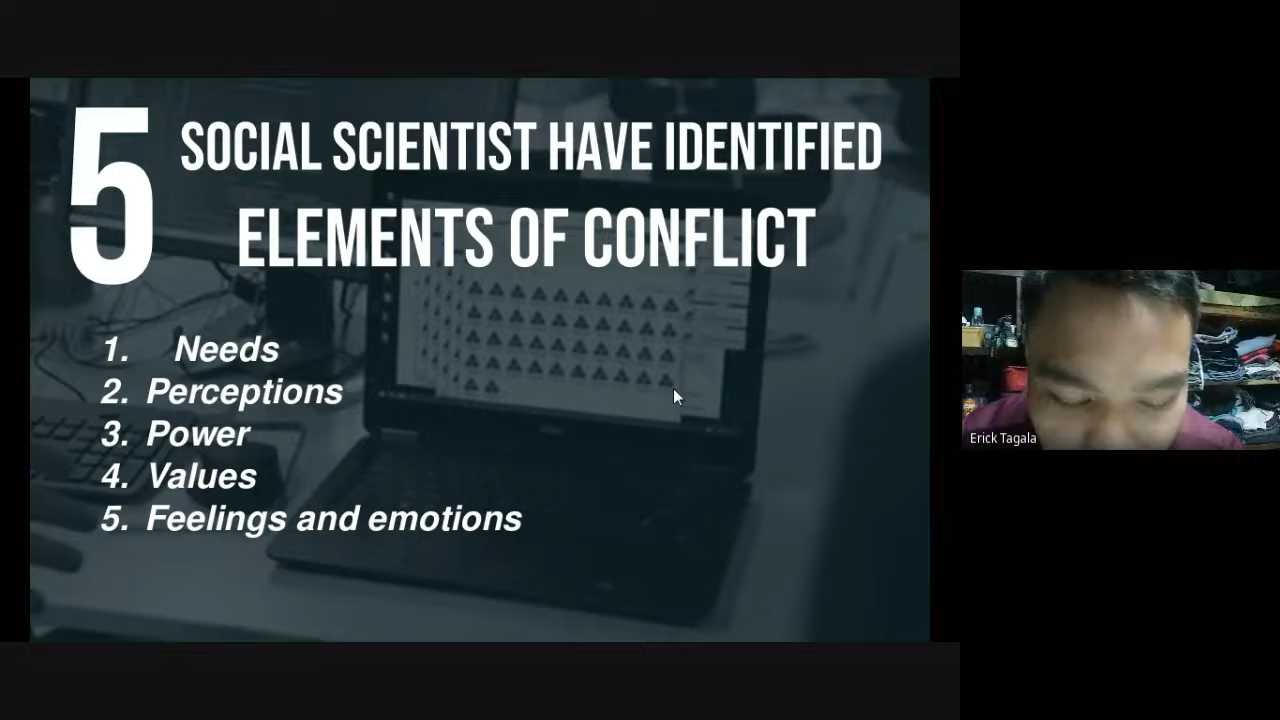 5
SOCIAL SCIENTIST HAVE IDENTIFIED
ELEMENTS OF CONFLICT
1. Needs
2. Perceptions
3. Power
4. Values
5. Feelings and emotions
Erick Tagala